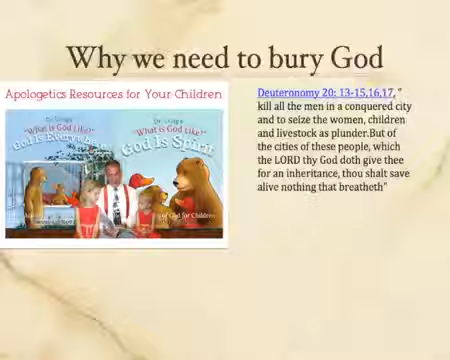 Why we need to bury God
Apologetics Resources for Your Children
Dr. Craig's
"What is God Like?"
God Is Everywhere
Dr. Craig's
"What is God Like?"
God Is Spirit
of God for Children
Deuteronomy 20: 13-15,16,17, "
kill all the men in a conquered city
and to seize the women, children
and livestock as plunder.But of
the cities of these people, which
the LORD thy God doth give thee
for an inheritance, thou shalt save
alive nothing that breatheth"